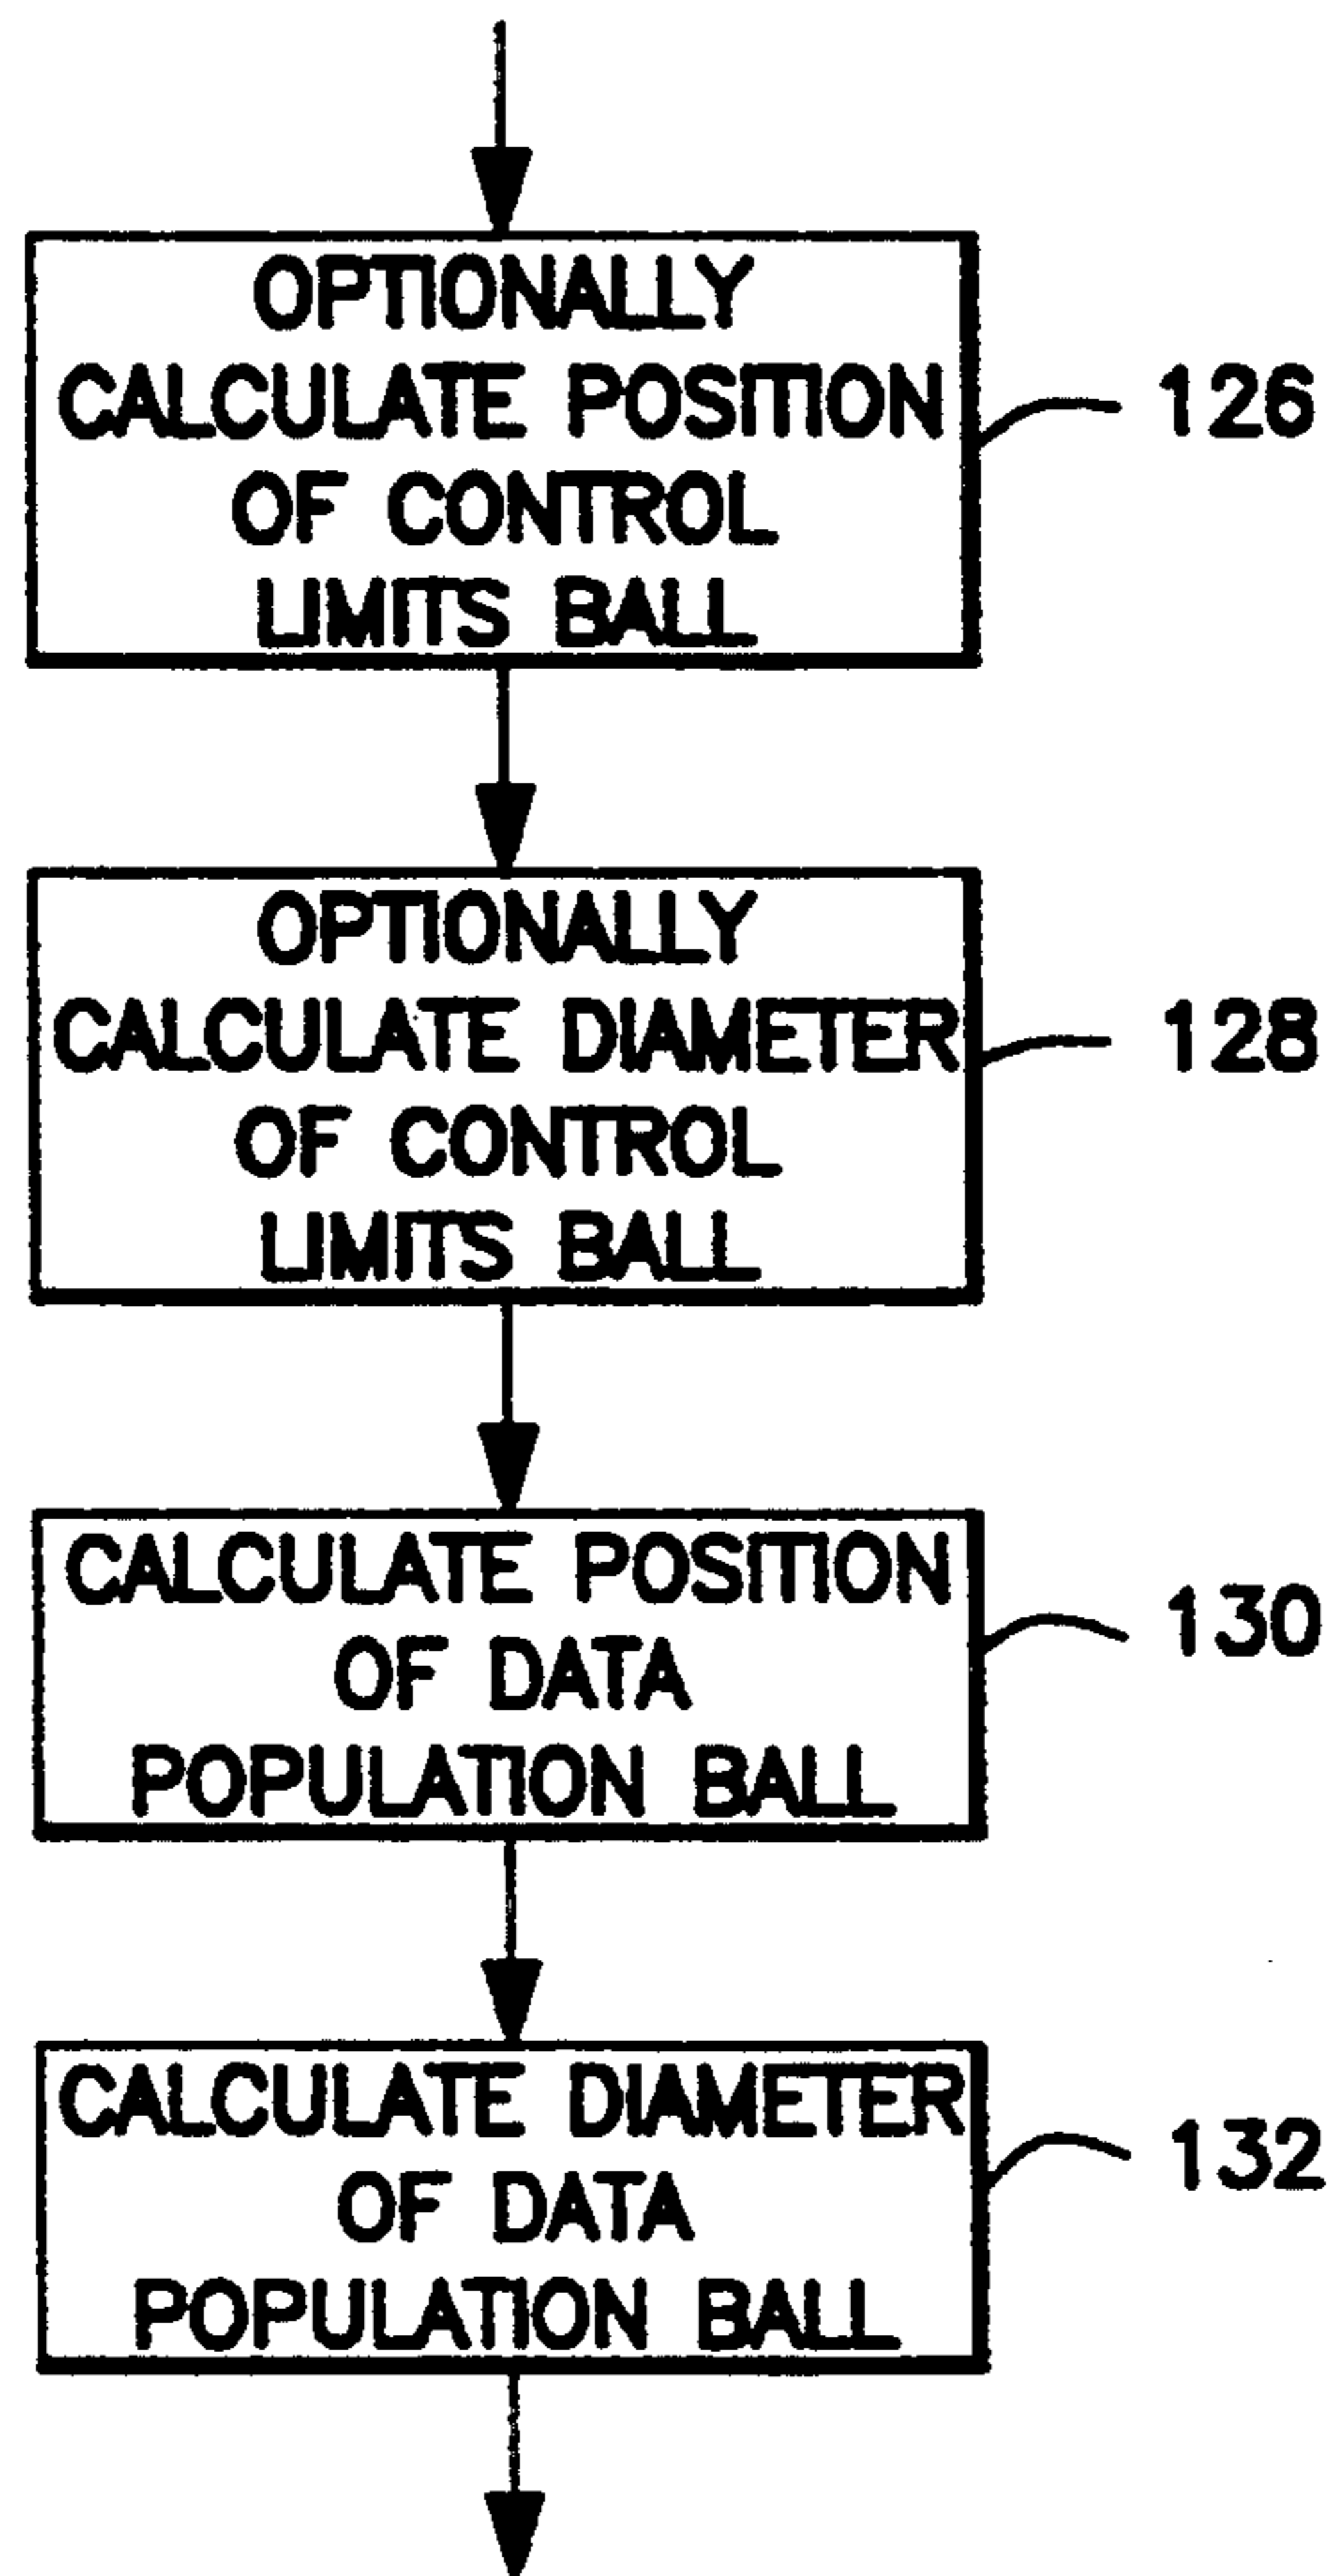 OPTIONALLY
CALCULATE POSITION
OF CONTROL
LIMITS BALL
126
OPTIONALLY
CALCULATE DIAMETER
OF CONTROL
LIMITS BALL
128
CALCULATE POSITION
OF DATA
POPULATION BALL
130
CALCULATE DIAMETER
OF DATA
POPULATION BALL
132